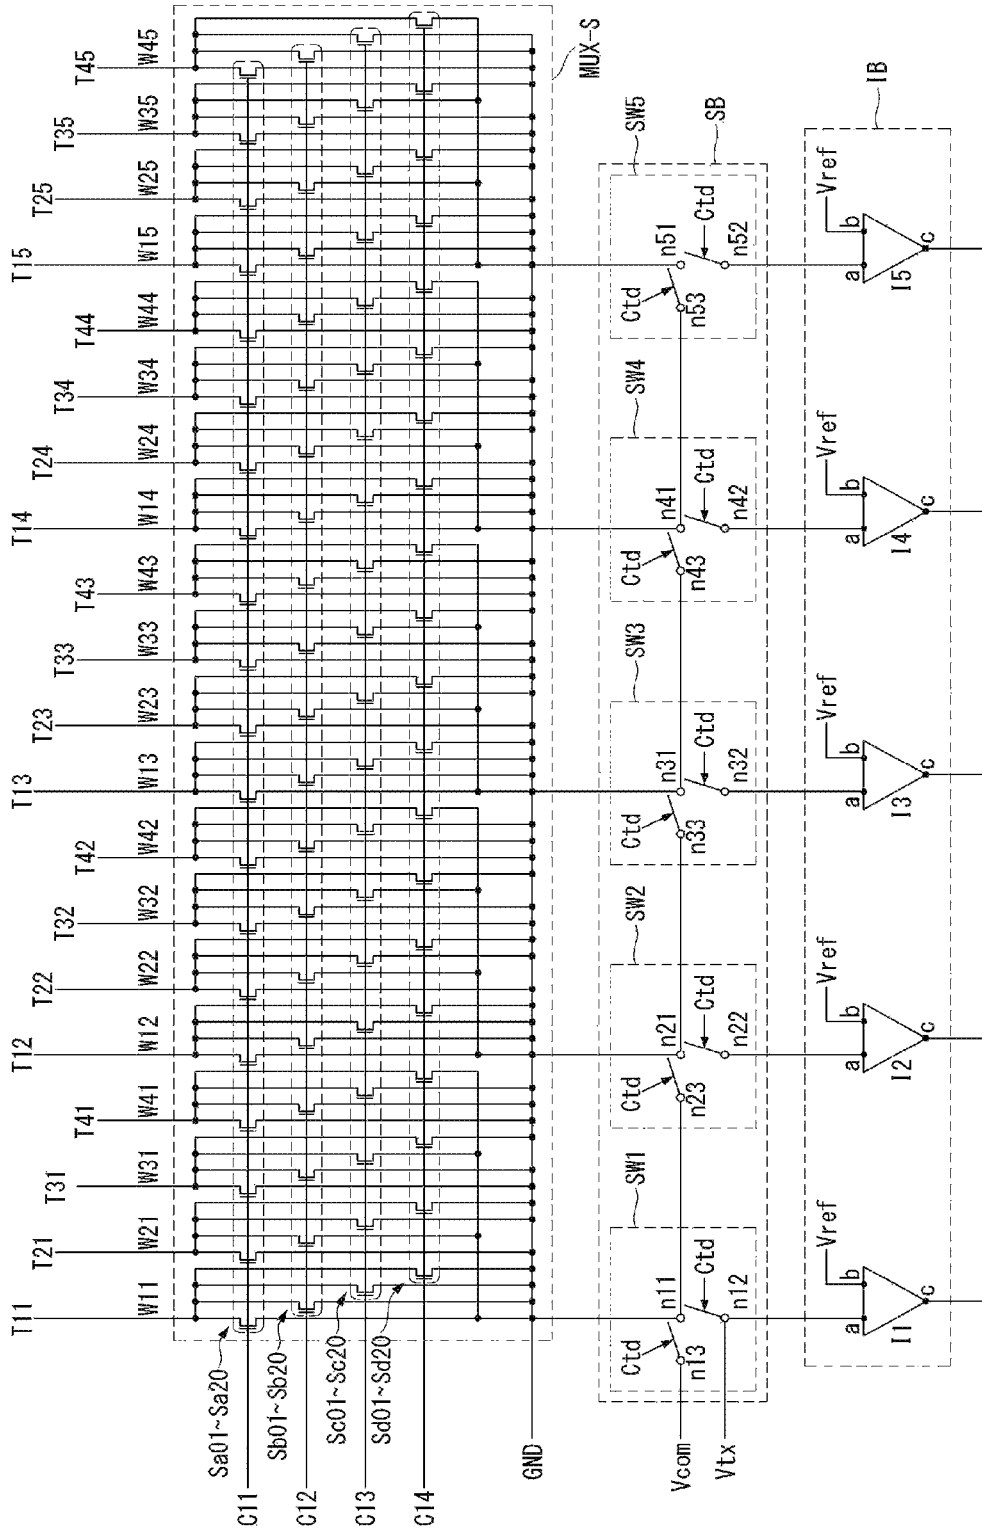 T11 T21 T31 T41 T12 T22 T32 T42 T13 T23 T33 T43 T14 T24 T34 T44 T15 T25 T35 T45
W11 W21 W31 W41 W12 W22 W32 W42 W13 W23 W33 W43 W14 W24 W34 W44 W15 W25 W35 W45
Sa01~Sa20
C11
Sb01~Sb20
C12
Sc01~Sc20
C13
Sd01~Sd20
C14
GND
MUX-S
SW1 SW2 SW3 SW4 SW5
SB
Ctd n11 Ctd n21 Ctd n31 Ctd n41 Ctd n51
Vcom
n13 Ctd n23 Ctd n33 Ctd n43 Ctd n53 Ctd
Vtx
n12 n22 n32 n42 n52
IB
Vref Vref Vref Vref Vref
a b a b a b a b a b
I1 c I2 c I3 c I4 c I5 c